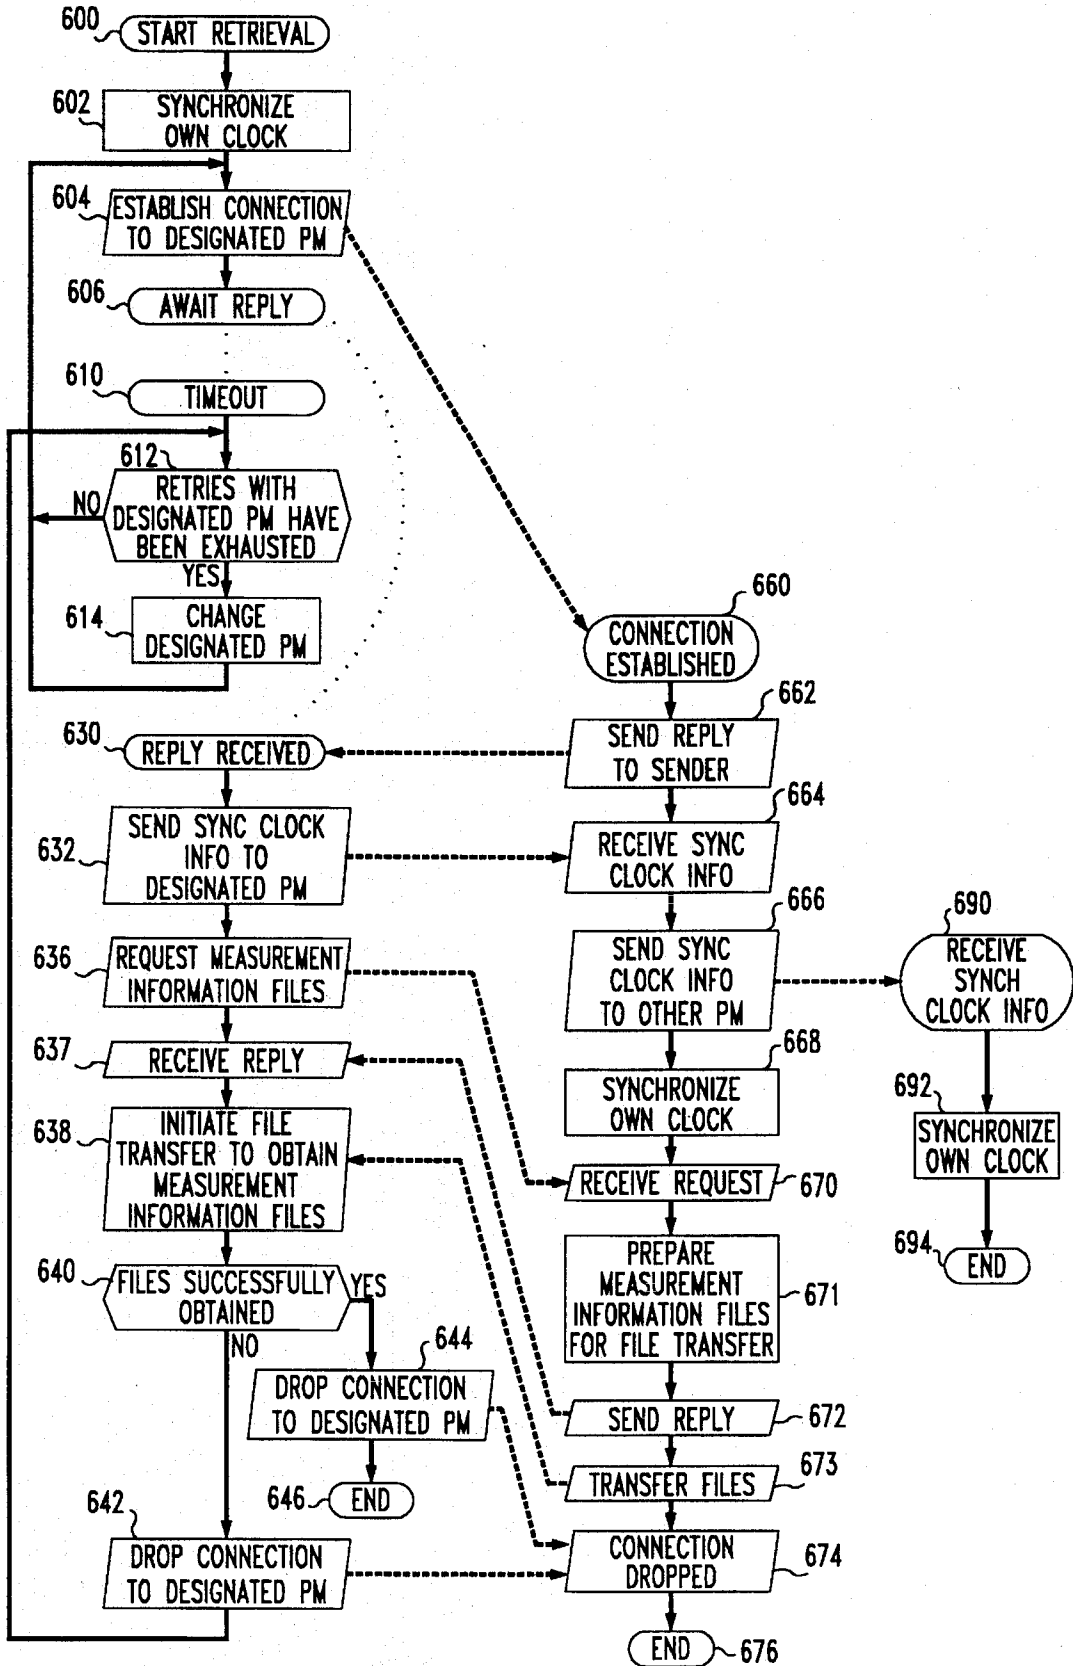 600
START RETRIEVAL
602
SYNCHRONIZE
OWN CLOCK
604
ESTABLISH CONNECTION
TO DESIGNATED PM
606
AWAIT REPLY
610
TIMEOUT
612
RETRIES WITH
DESIGNATED PM HAVE
BEEN EXHAUSTED
NO
YES
614
CHANGE
DESIGNATED PM
630
REPLY RECEIVED
632
SEND SYNC CLOCK
INFO TO
DESIGNATED PM
636
REQUEST MEASUREMENT
INFORMATION FILES
637
RECEIVE REPLY
638
INITIATE FILE
TRANSFER TO OBTAIN
MEASUREMENT
INFORMATION FILES
640
FILES SUCCESSFULLY
OBTAINED
YES
NO
644
DROP CONNECTION
TO DESIGNATED PM
646
END
642
DROP CONNECTION
TO DESIGNATED PM
660
CONNECTION
ESTABLISHED
662
SEND REPLY
TO SENDER
664
RECEIVE SYNC
CLOCK INFO
666
SEND SYNC
CLOCK INFO
TO OTHER PM
668
SYNCHRONIZE
OWN CLOCK
RECEIVE REQUEST
670
PREPARE
MEASUREMENT
INFORMATION FILES
FOR FILE TRANSFER
671
SEND REPLY
672
TRANSFER FILES
673
CONNECTION
DROPPED
674
END
676
690
RECEIVE
SYNCH
CLOCK INFO
692
SYNCHRONIZE
OWN CLOCK
694
END